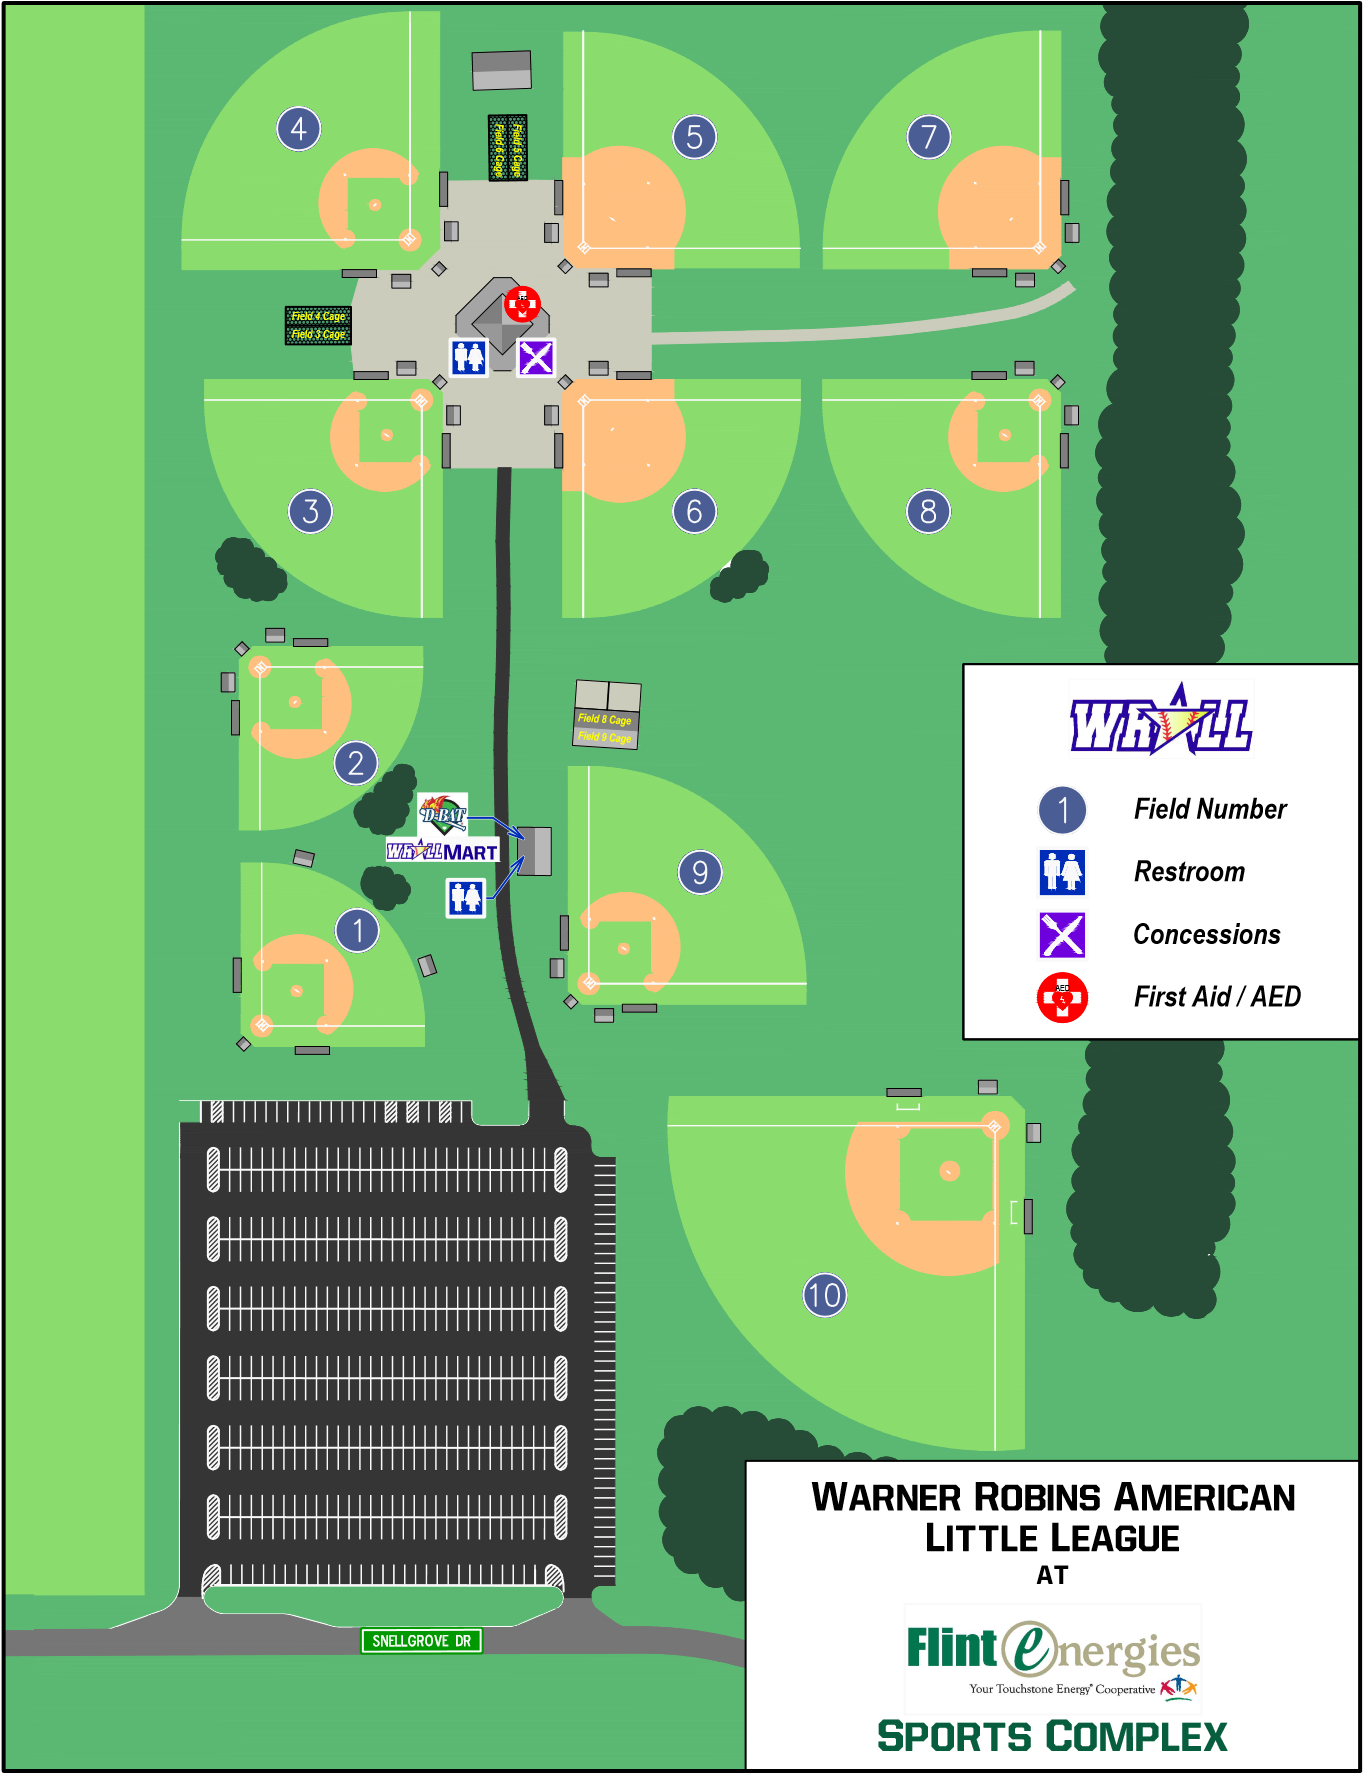 4
5
7
Field 6 Cage
Field 5 Cage
AED
Field 4 Cage
Field 3 Cage
3
6
8
2
Field 8 Cage
Field 9 Cage
D-BAT
WRALL MART
9
1
WRALL
1 Field Number
Restroom
Concessions
AED First Aid / AED
10
WARNER ROBINS AMERICAN
LITTLE LEAGUE
AT
Flint energies
Your Touchstone Energy® Cooperative
SPORTS COMPLEX
SNELLGROVE DR